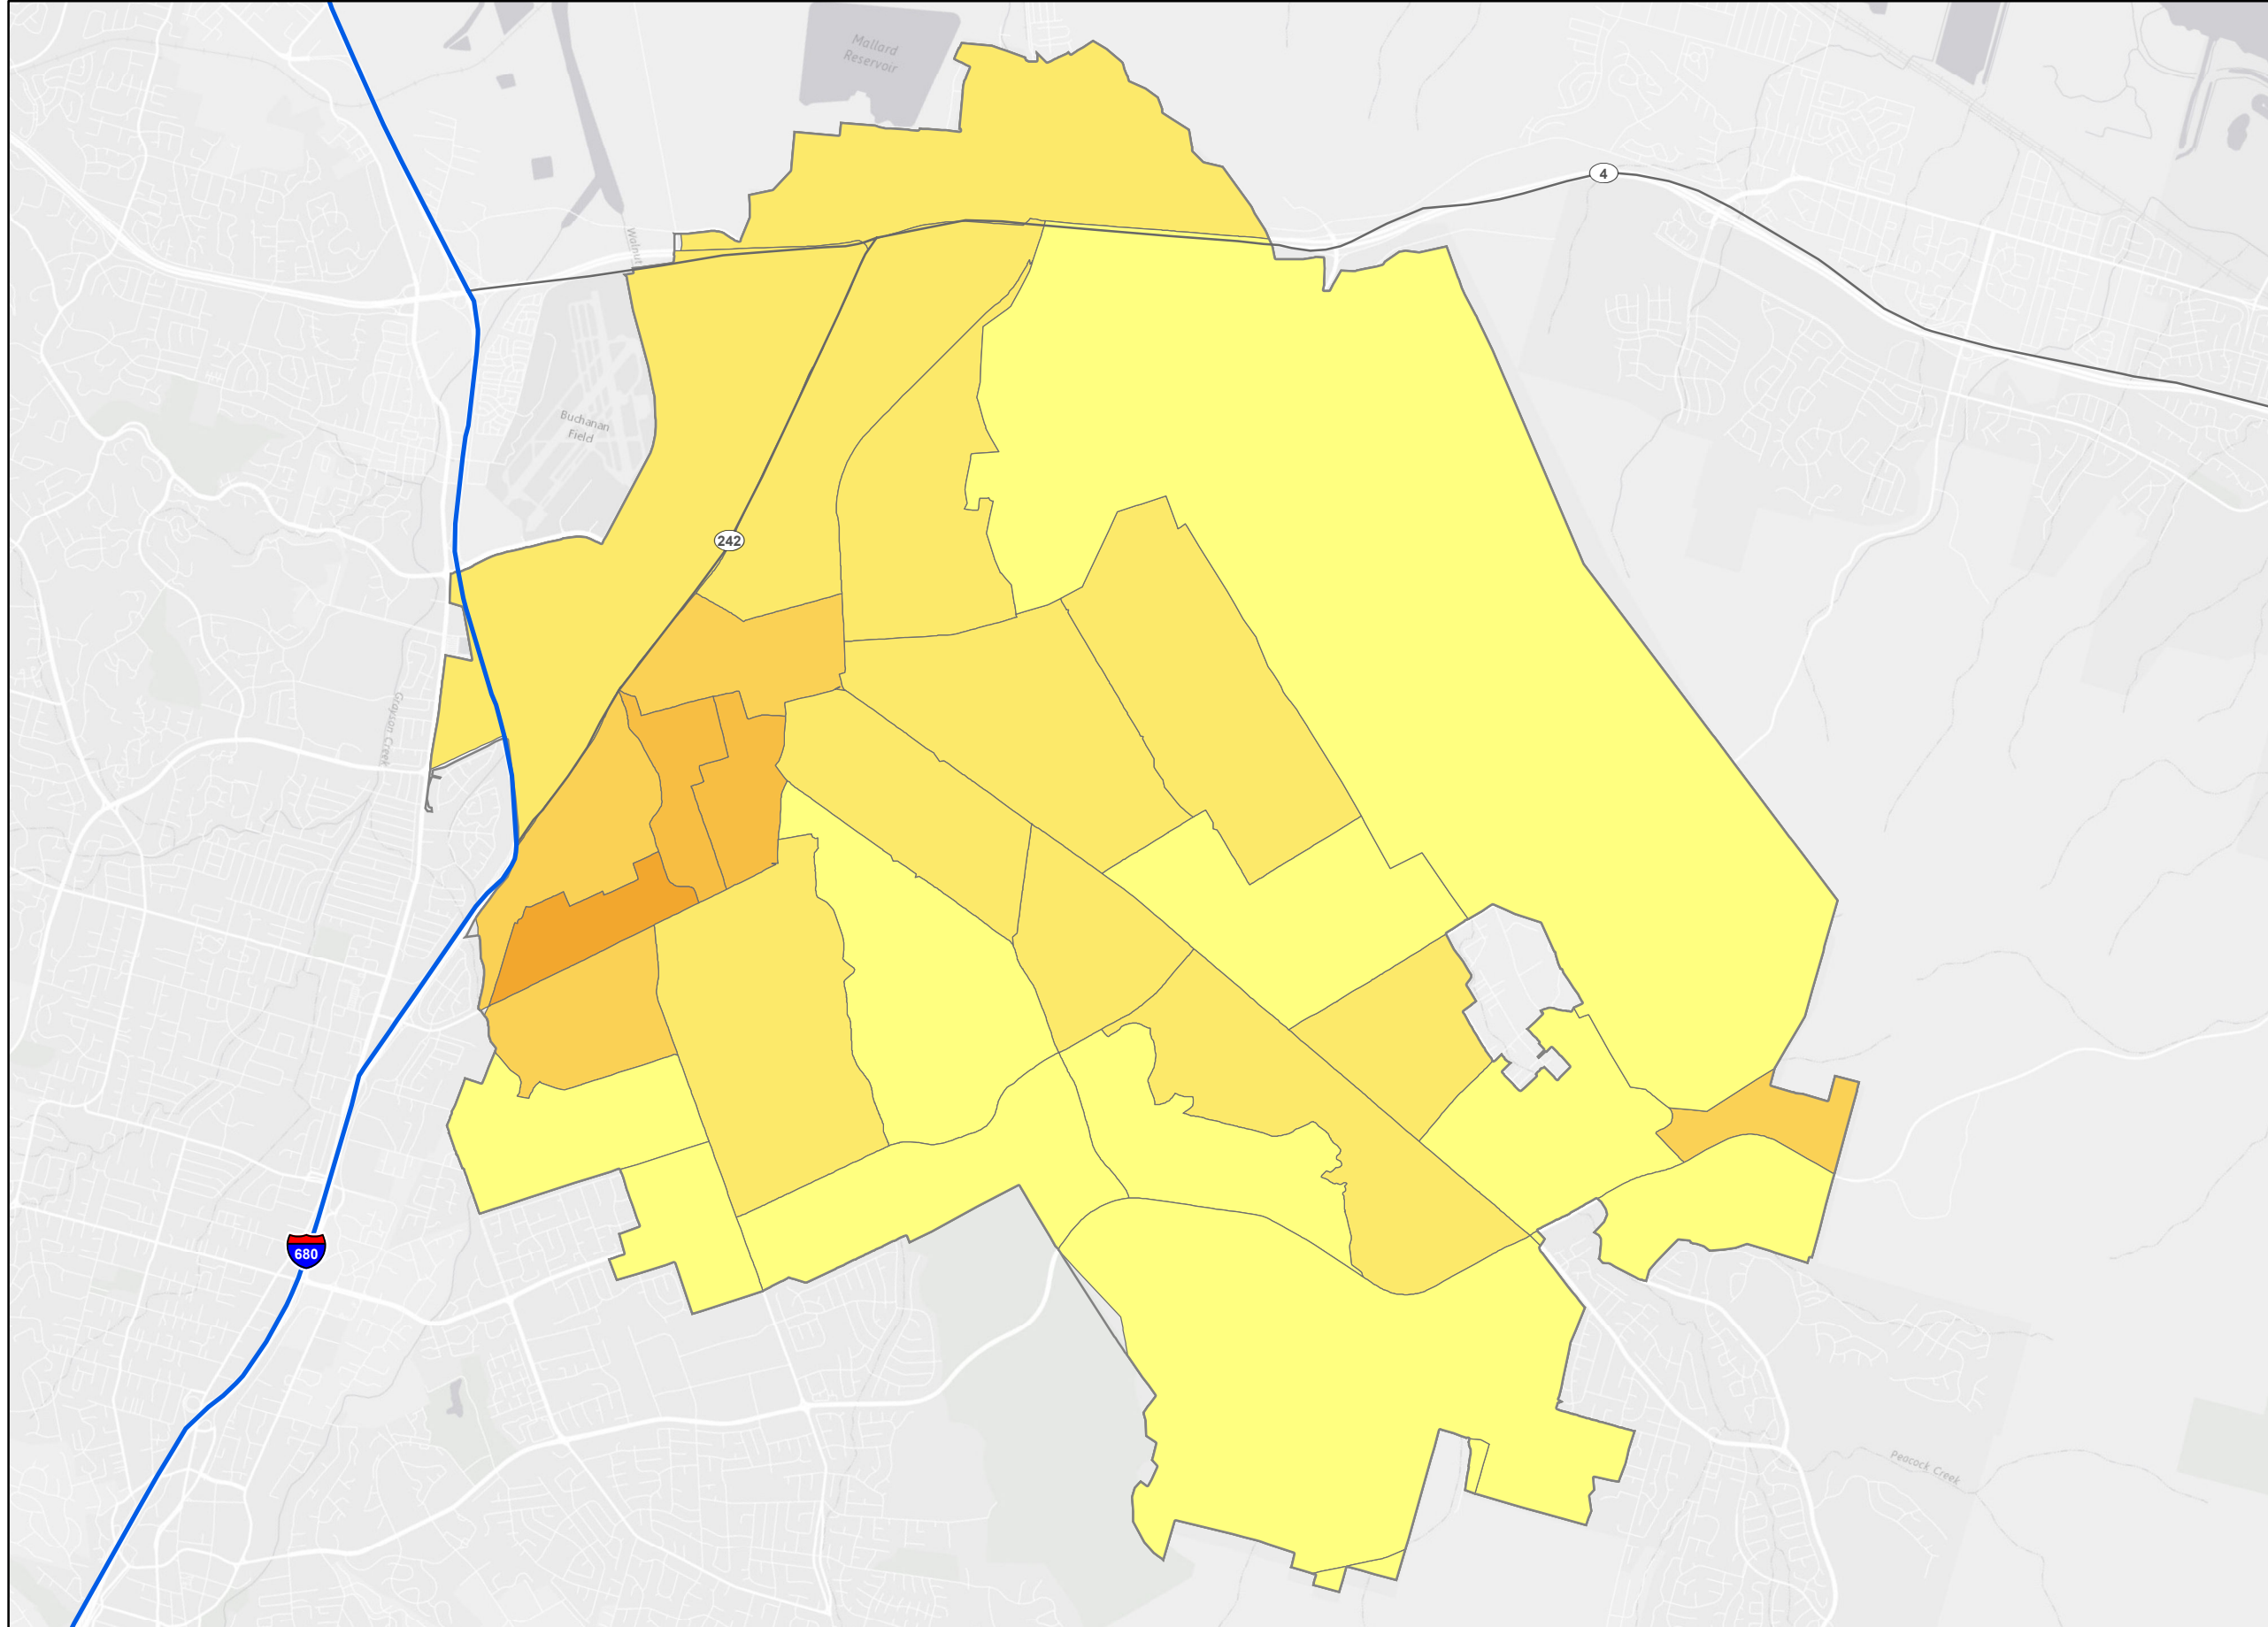 Mallard
Reservoir
4
Walnut
Buchanan
Field
242
Grayson Creek
680
Peacock Creek